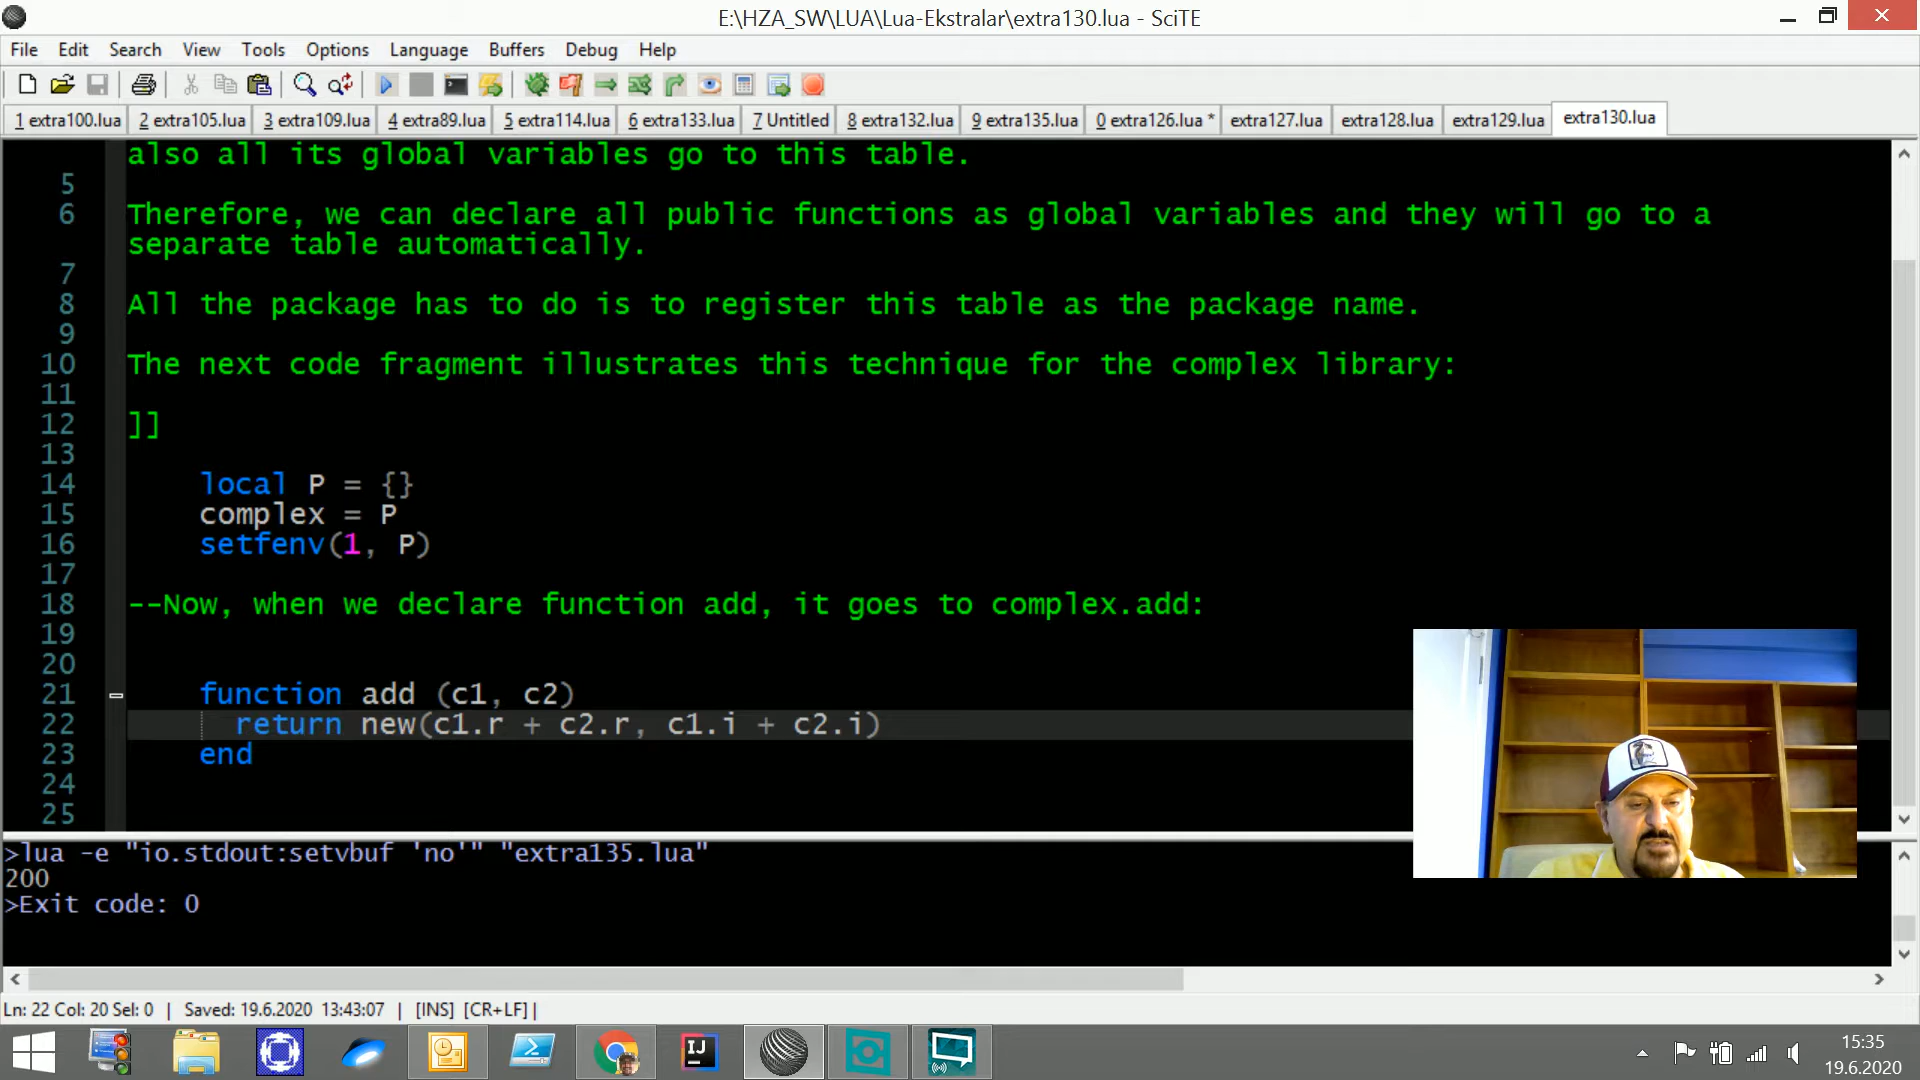 E:\HZA_SW\LUA\Lua-Ekstralar\extra130.lua - SciTE
File Edit Search View Tools Options Language Buffers Debug Help
1 extra100.lua 2 extra105.lua 3 extra109.lua 4 extra89.lua 5 extra114.lua 6 extra133.lua 7 Untitled 8 extra132.lua 9 extra135.lua 0 extra126.lua * extra127.lua extra128.lua extra129.lua extra130.lua
also all its global variables go to this table.
5
6 Therefore, we can declare all public functions as global variables and they will go to a
separate table automatically.
7
8 All the package has to do is to register this table as the package name.
9
10 The next code fragment illustrates this technique for the complex library:
11
12 ]]
13
14 local P = {}
15 complex = P
16 setfenv(1, P)
17
18 --Now, when we declare function add, it goes to complex.add:
19
20
21 function add (c1, c2)
22 return new(c1.r + c2.r, c1.i + c2.i)
23 end
24
25
>lua -e "io.stdout:setvbuf 'no'" "extra135.lua"
200
>Exit code: 0
Ln: 22 Col: 20 Sel: 0 | Saved: 19.6.2020 13:43:07 | [INS] [CR+LF] |
IJ
15:35
19.6.2020